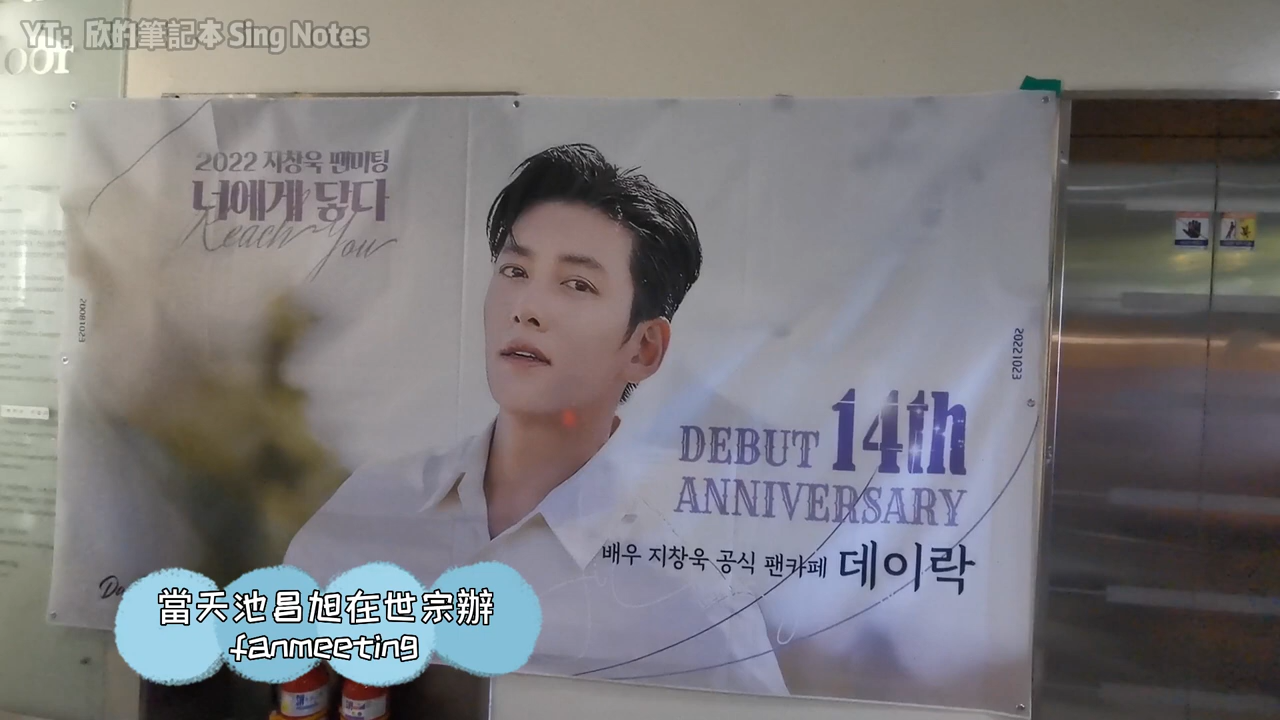 YT: 欣的筆記本 Sing Notes
oor
2022 지창욱 팬미팅
너에게 닿다
Reach You
20081023
20221023
DEBUT 14th
ANNIVERSARY
배우 지창욱 공식 팬카페 데이락
當天池昌旭在世宗辦
fanmeeting